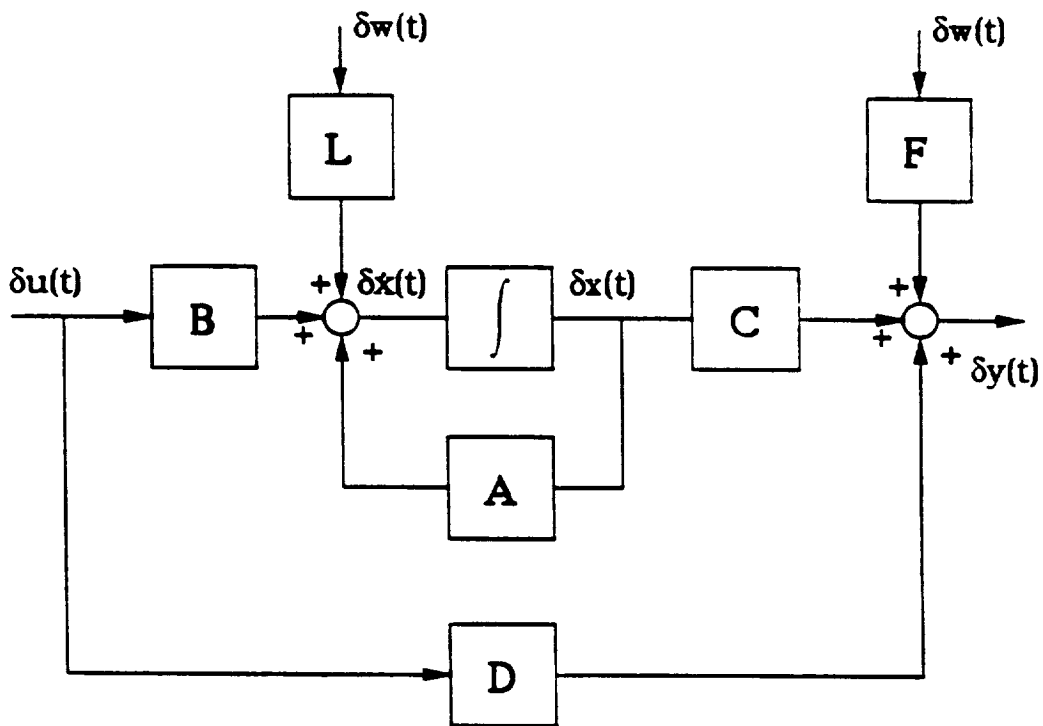 δw(t) δw(t)
L F
+ +
δu(t) B δẋ(t) ∫ δx(t) C
+ + + +
δy(t)
A
D